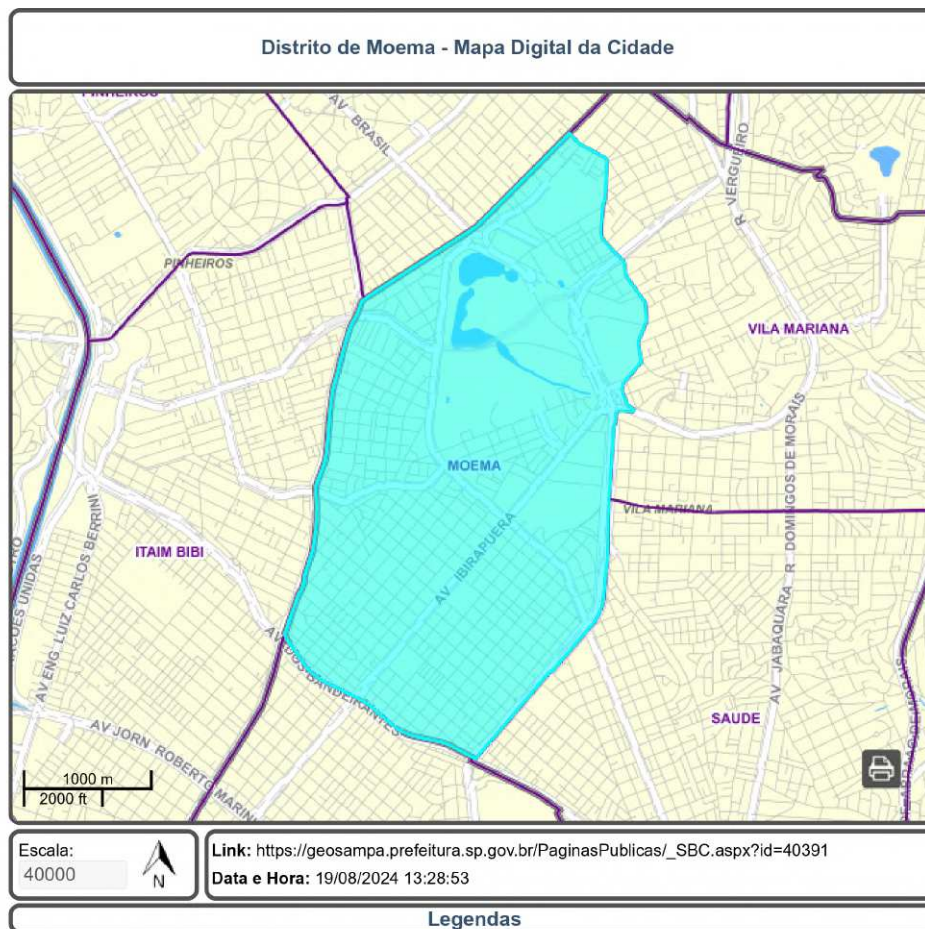 Distrito de Moema - Mapa Digital da Cidade
PINHEIROS
AV BRASIL
R VERGUEIRO
PINHEIROS
VILA MARIANA
MOEMA
VILA MARIANA
ITAIM BIBI
AV IBIRAPUERA
AV JABAQUARA R DOMINGOS DE MORAIS
AV ENG LUIZ CARLOS BERRINI
AV DOS BANDEIRANTES
SAUDE
AV JORN ROBERTO MARINH
1000 m
2000 ft
Escala:
40000
N
Link: https://geosampa.prefeitura.sp.gov.br/PaginasPublicas/_SBC.aspx?id=40391
Data e Hora: 19/08/2024 13:28:53
Legendas